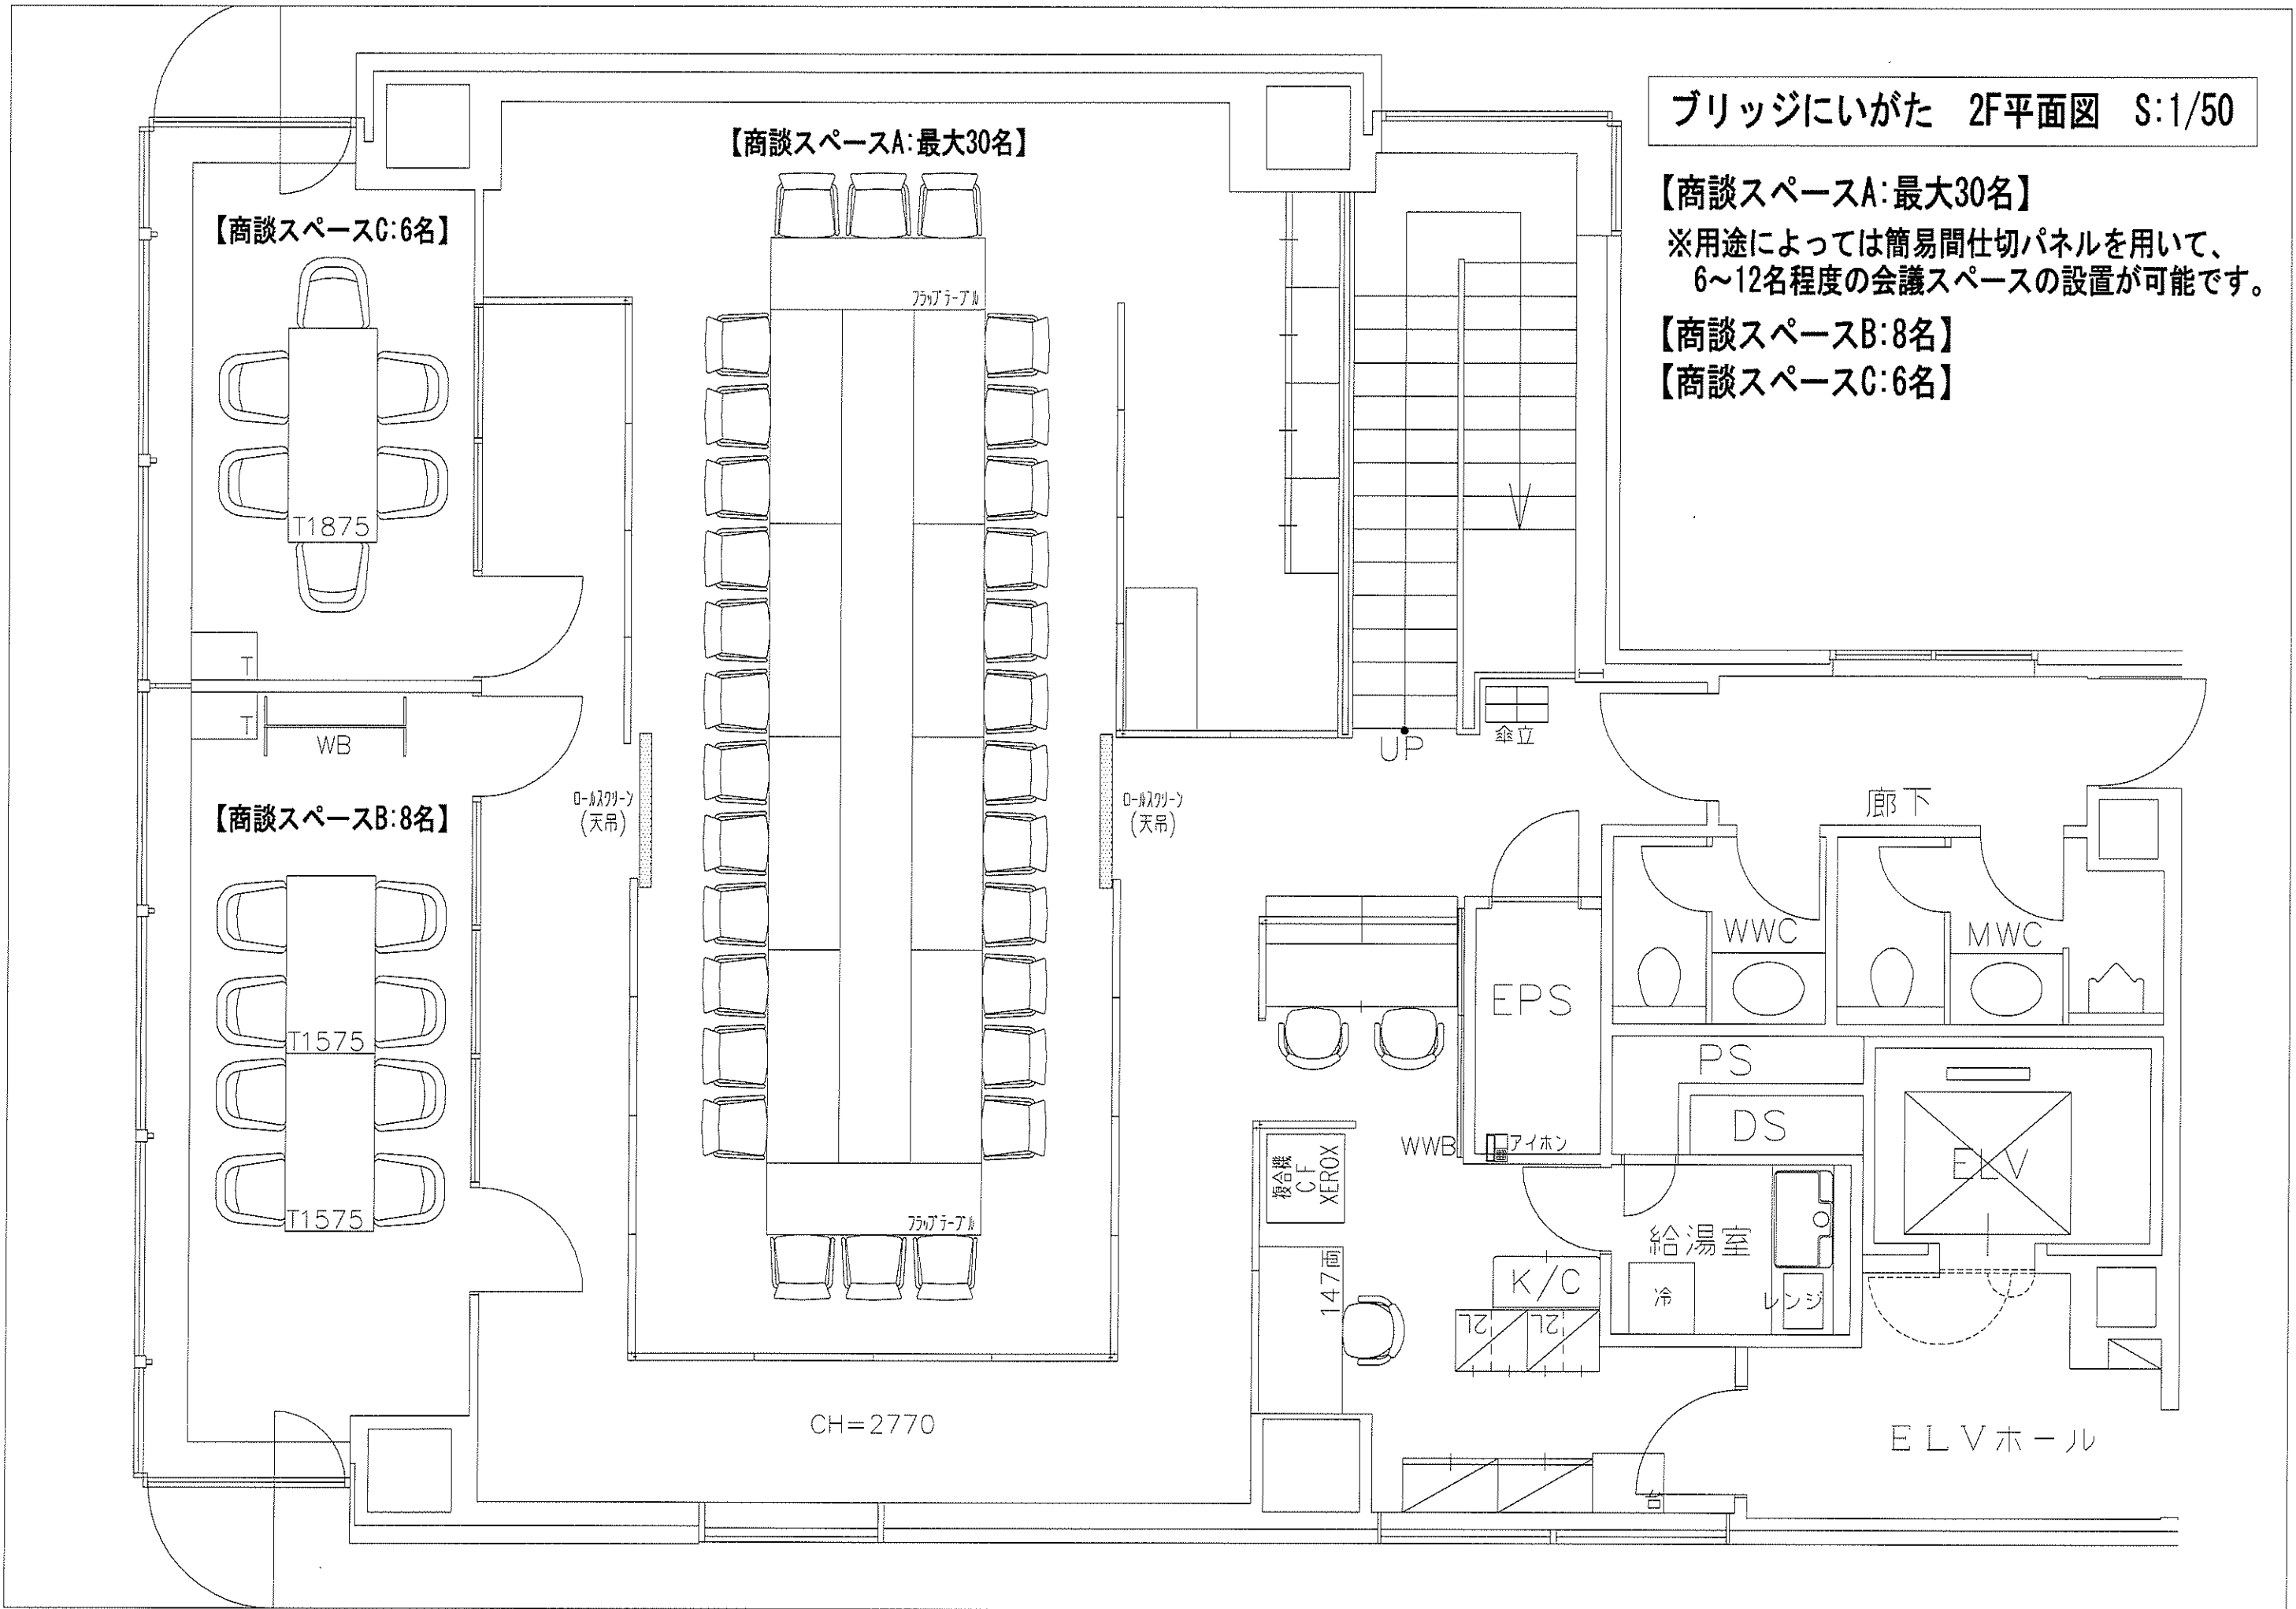 ブリッジにいがた 2F平面図 S:1/50
【商談スペースA:最大30名】
※用途によっては簡易間仕切パネルを用いて、
6～12名程度の会議スペースの設置が可能です。
【商談スペースB:8名】
【商談スペースC:6名】
【商談スペースA:最大30名】
【商談スペースC:6名】
フラップテーブル
T1875
T
T
WB
UP
傘立
ロールスクリーン
(天吊)
ロールスクリーン
(天吊)
廊下
【商談スペースB:8名】
WWC
MWC
EPS
T1575
PS
DS
WWB
アイホン
複合機
CF
XEROX
ELV
T1575
フラップテーブル
給湯室
147両
K/C
冷
レンジ
CH=2770
ELVホール